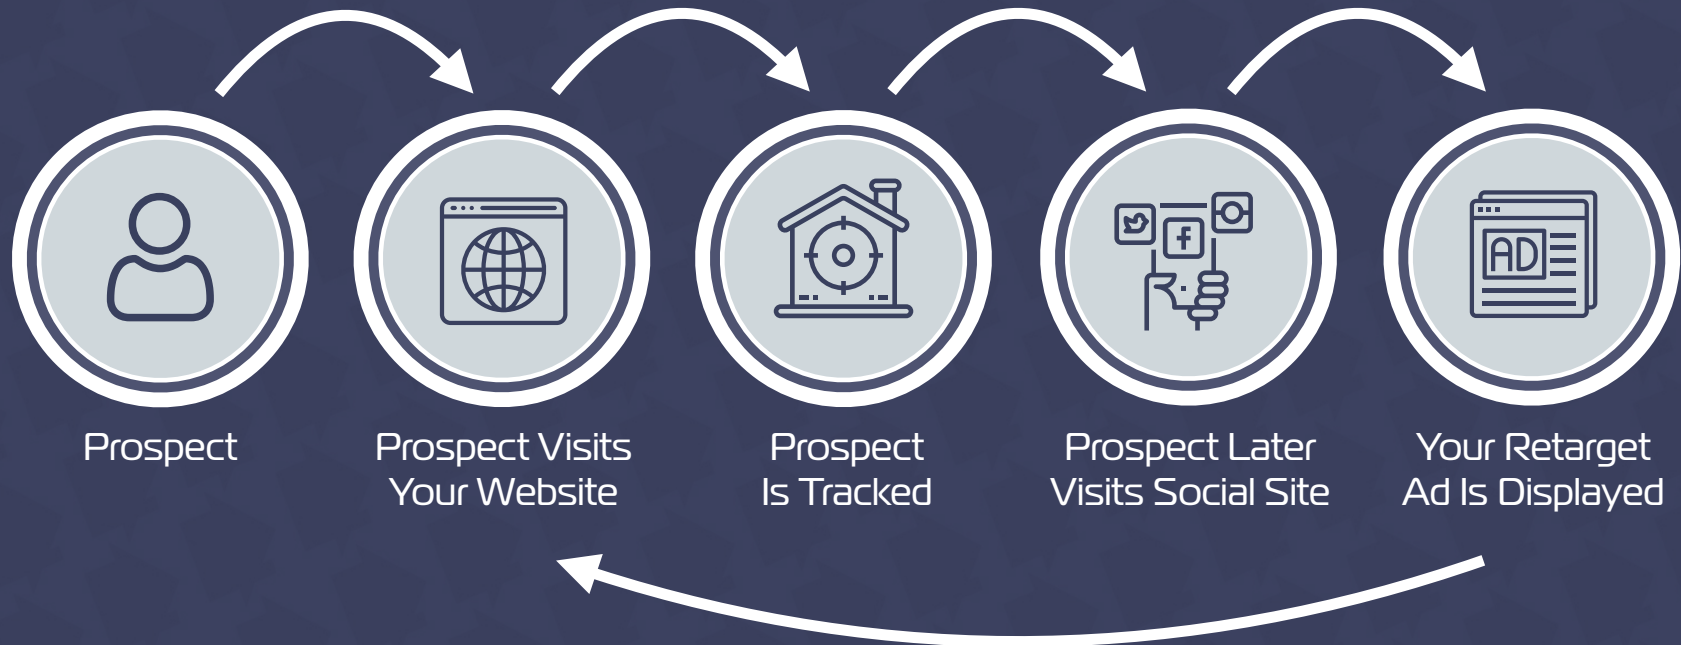 Prospect
Prospect Visits
Your Website
Prospect
Is Tracked
f
Prospect Later
Visits Social Site
AD
Your Retarget
Ad Is Displayed